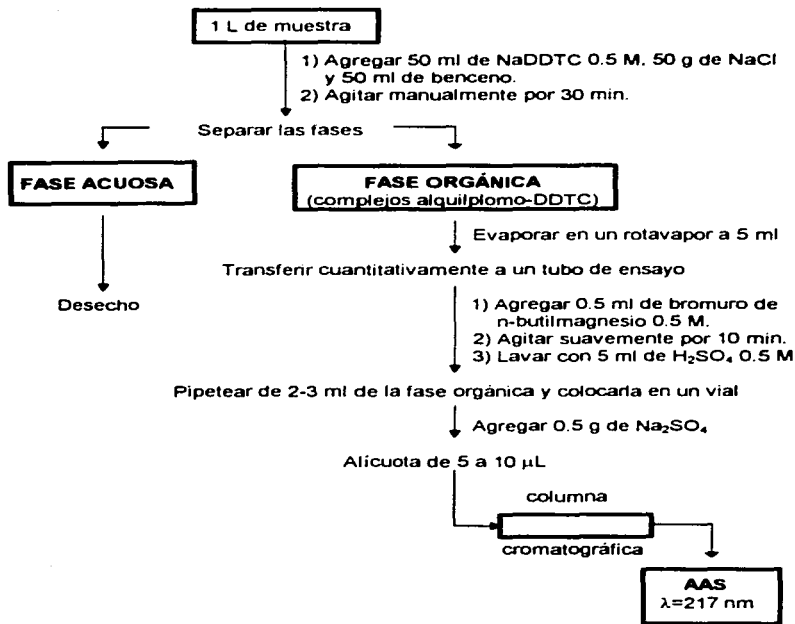 1 L de muestra
1) Agregar 50 ml de NaDDTC 0.5 M, 50 g de NaCl
y 50 ml de benceno.
2) Agitar manualmente por 30 min.
Separar las fases
FASE ACUOSA
FASE ORGÁNICA
(complejos alquilplomo-DDTC)
Evaporar en un rotavapor a 5 ml
Transferir cuantitativamente a un tubo de ensayo
Desecho
1) Agregar 0.5 ml de bromuro de
n-butilmagnesio 0.5 M.
2) Agitar suavemente por 10 min.
3) Lavar con 5 ml de H₂SO₄ 0.5 M
Pipetear de 2-3 ml de la fase orgánica y colocarla en un vial
Agregar 0.5 g de Na₂SO₄
Alícuota de 5 a 10 µL
columna
cromatográfica
AAS
λ=217 nm